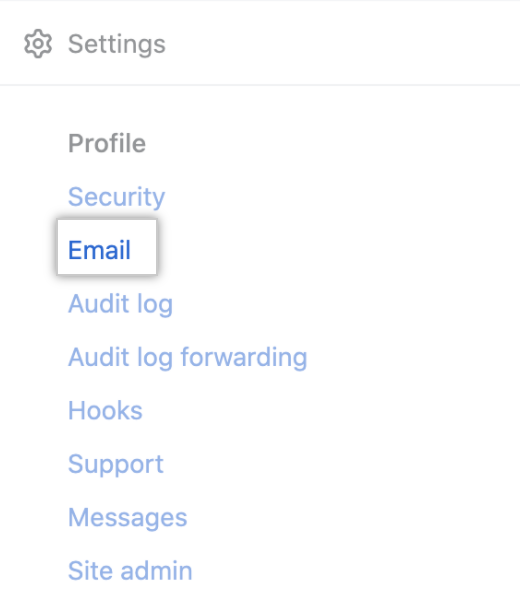 Settings
Profile
Security
Email
Audit log
Audit log forwarding
Hooks
Support
Messages
Site admin